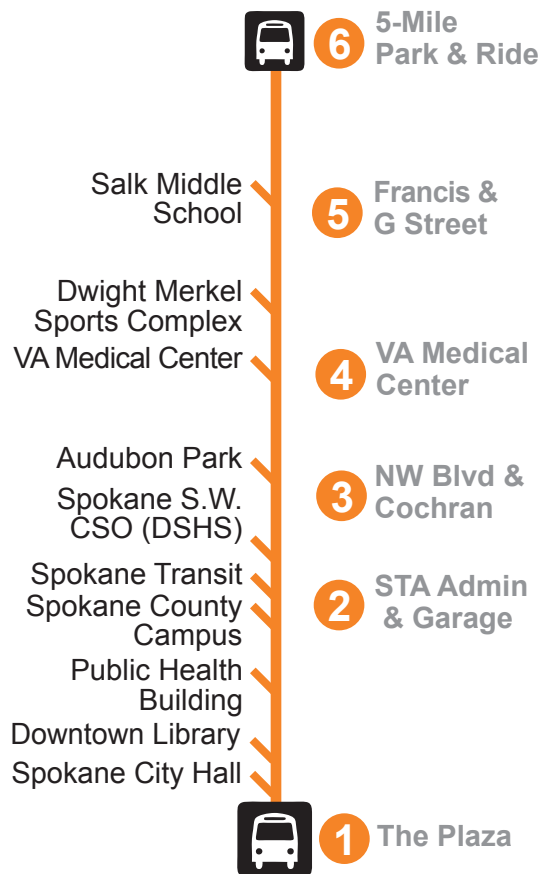 6
5-Mile
Park & Ride
Salk Middle
School
5
Francis &
G Street
Dwight Merkel
Sports Complex
VA Medical Center
4
VA Medical
Center
Audubon Park
3
NW Blvd &
Cochran
Spokane S.W.
CSO (DSHS)
Spokane Transit
2
STA Admin
& Garage
Spokane County
Campus
Public Health
Building
Downtown Library
Spokane City Hall
1
The Plaza